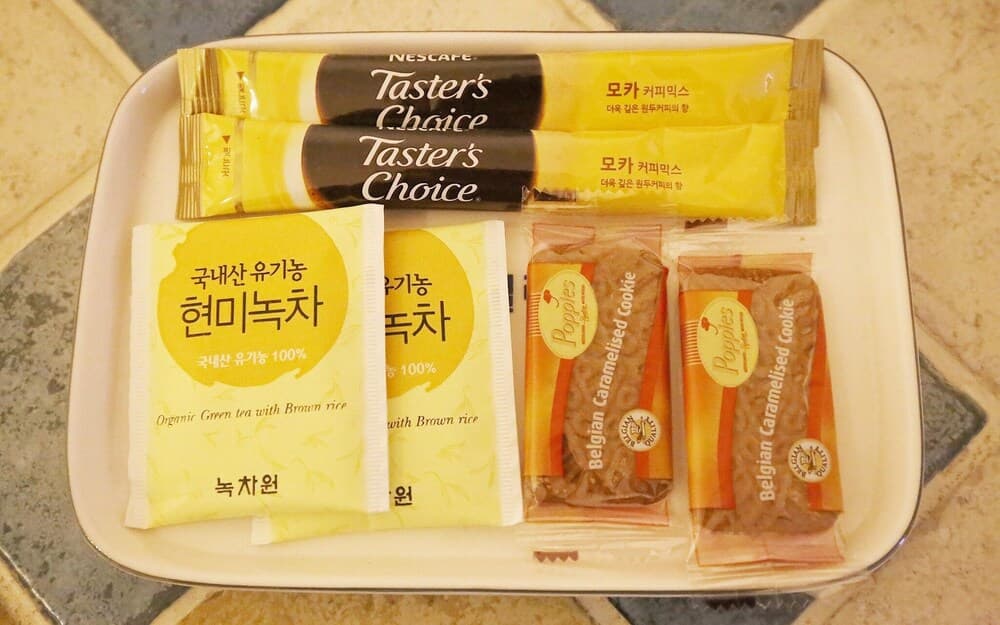 NESCAFÉ
Taster's
Choice
모카 커피믹스
더욱 깊은 원두커피의 향
Taster's
Choice
모카 커피믹스
더욱 깊은 원두커피의 향
국내산 유기농
현미녹차
국내산 유기농 100%
Organic Green tea with Brown rice
녹차원
유기농
녹차
농 100%
with Brown rice
원
Poppies
Belgian Caramelised Cookie
BELGIAN
QUALITY
Poppies
Belgian Caramelised Cookie
BELGIAN
QUALITY